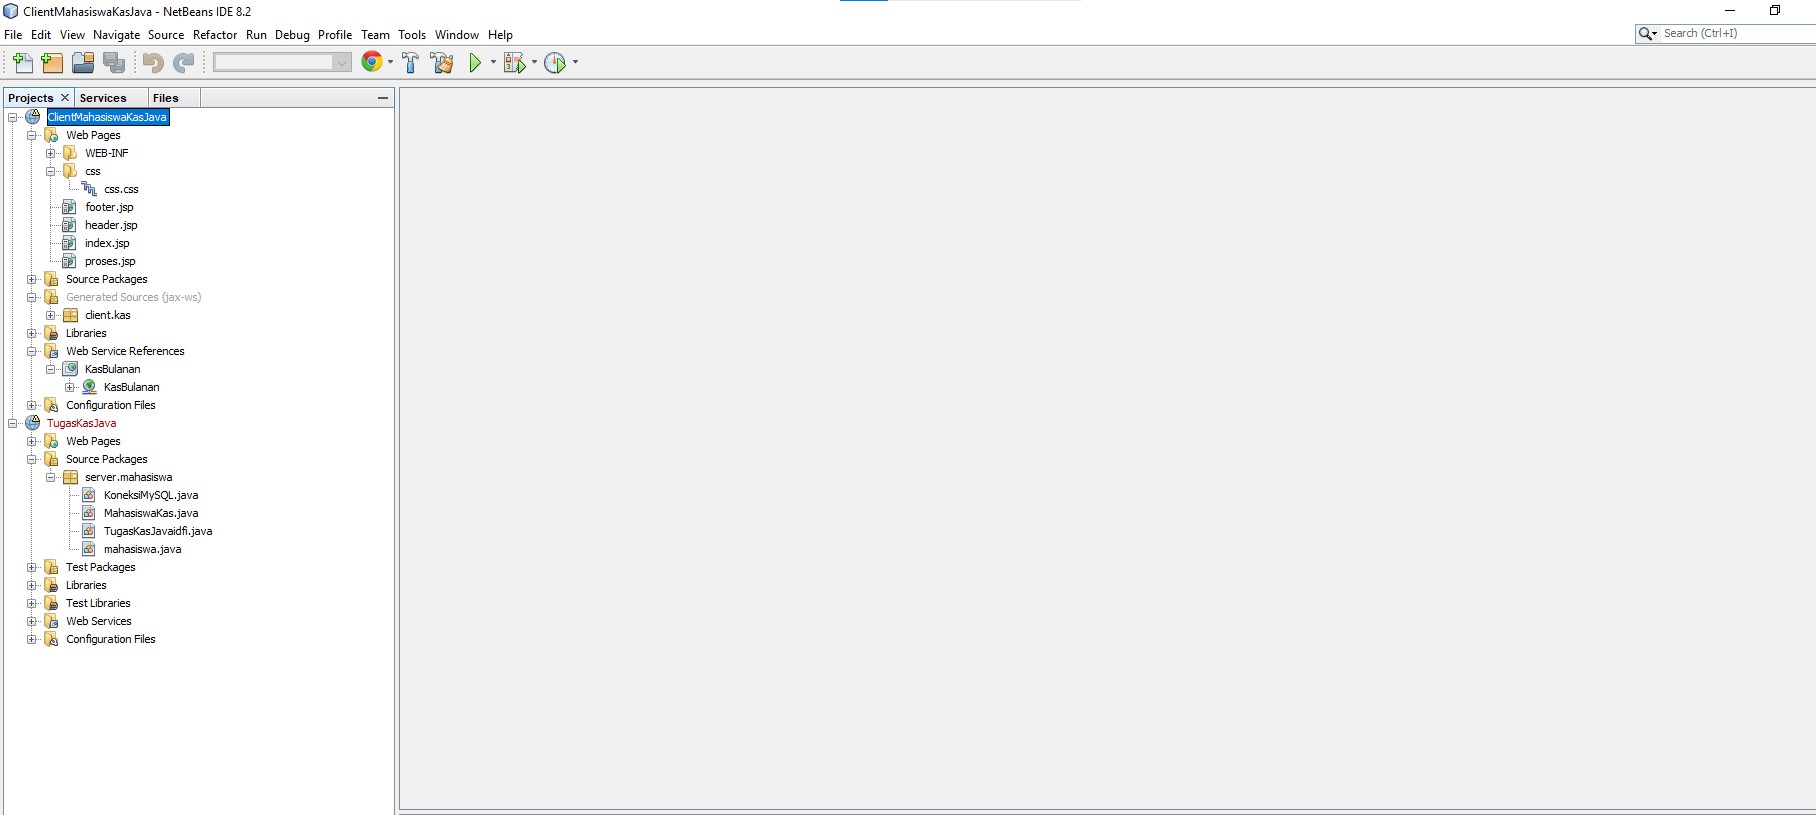 ClientMahasiswaKasJava - NetBeans IDE 8.2
File Edit View Navigate Source Refactor Run Debug Profile Team Tools Window Help
Search (Ctrl+I)
Projects Services Files
ClientMahasiswaKasJava
Web Pages
WEB-INF
css
css.css
footer.jsp
header.jsp
index.jsp
proses.jsp
Source Packages
Generated Sources (jax-ws)
client.kas
Libraries
Web Service References
KasBulanan
KasBulanan
Configuration Files
TugasKasJava
Web Pages
Source Packages
server.mahasiswa
KoneksiMySQL.java
MahasiswaKas.java
TugasKasJavaidfi.java
mahasiswa.java
Test Packages
Libraries
Test Libraries
Web Services
Configuration Files